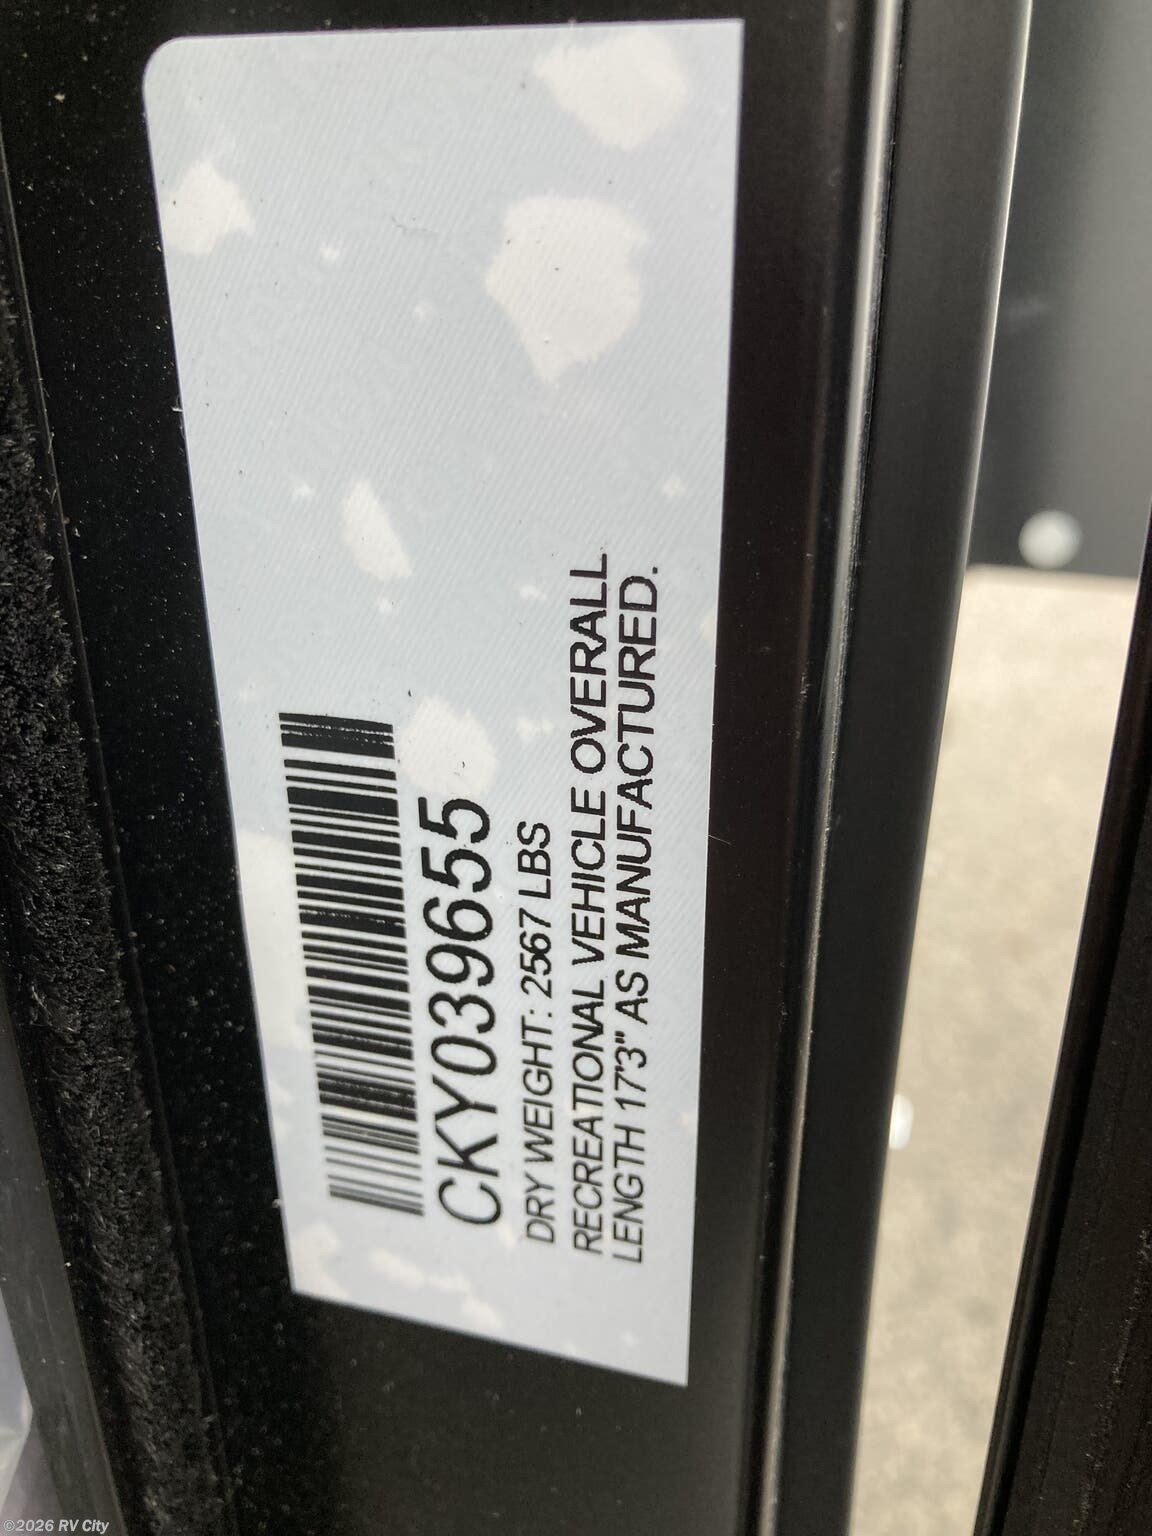 CKY039655
DRY WEIGHT: 2567 LBS
RECREATIONAL VEHICLE OVERALL
LENGTH 17'3" AS MANUFACTURED.
©2026 RV City